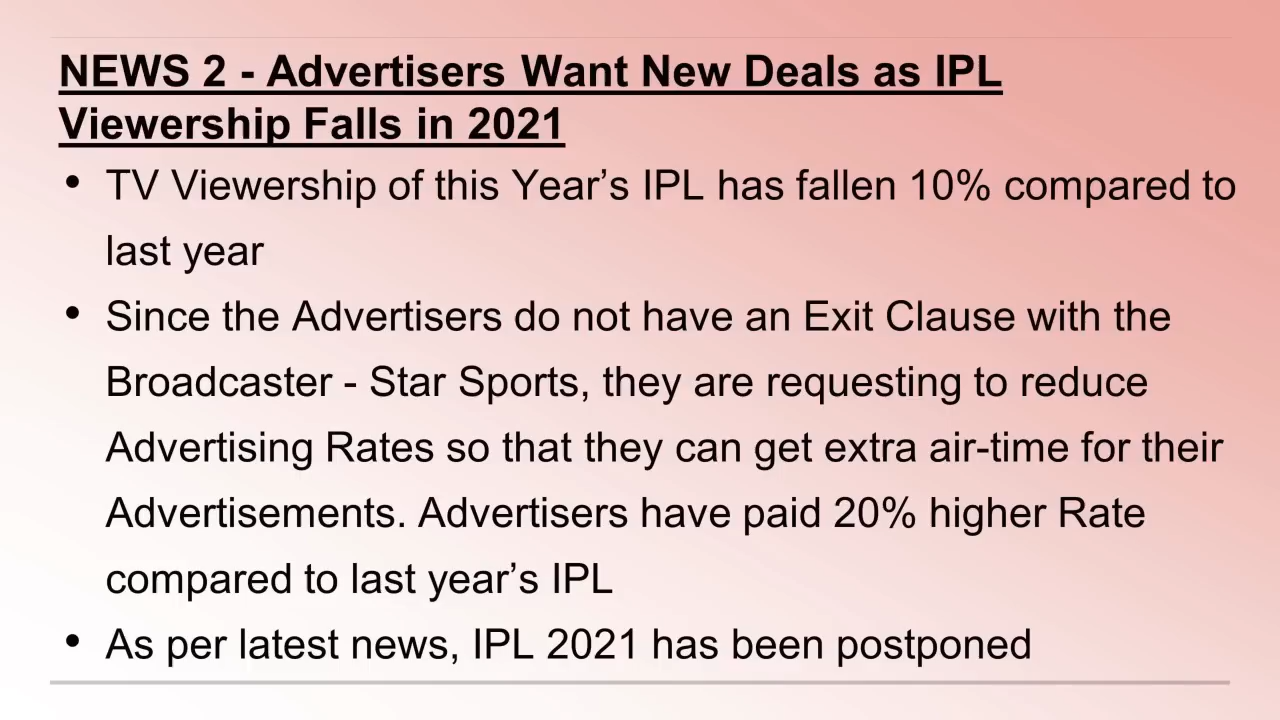 NEWS 2 - Advertisers Want New Deals as IPL
Viewership Falls in 2021
• TV Viewership of this Year’s IPL has fallen 10% compared to
last year
• Since the Advertisers do not have an Exit Clause with the
Broadcaster - Star Sports, they are requesting to reduce
Advertising Rates so that they can get extra air-time for their
Advertisements. Advertisers have paid 20% higher Rate
compared to last year’s IPL
• As per latest news, IPL 2021 has been postponed